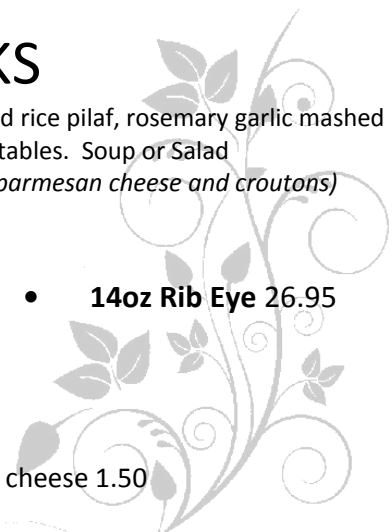 KS
d rice pilaf, rosemary garlic mashed
tables.  Soup or Salad
parmesan cheese and croutons)
• 14oz Rib Eye 26.95
cheese 1.50